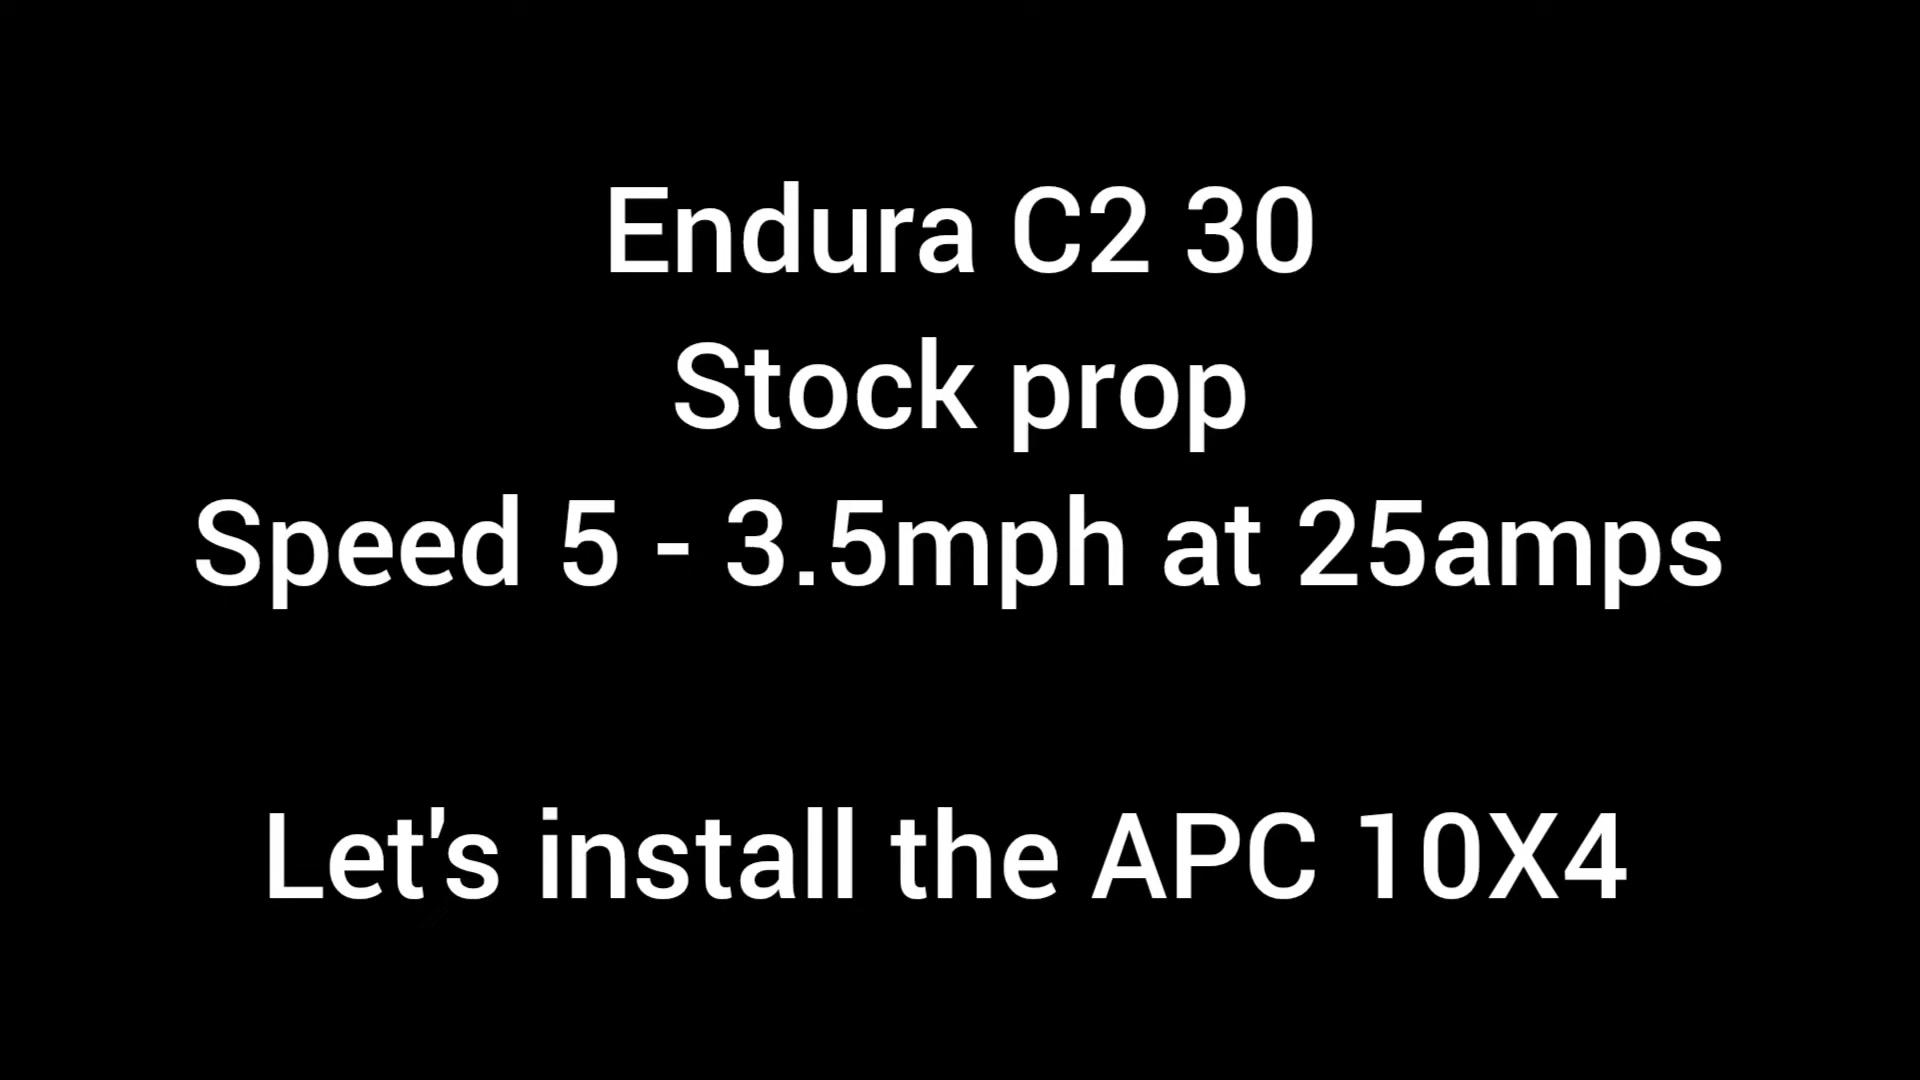 Endura C2 30
Stock prop
Speed 5 - 3.5mph at 25amps
Let's install the APC 10X4